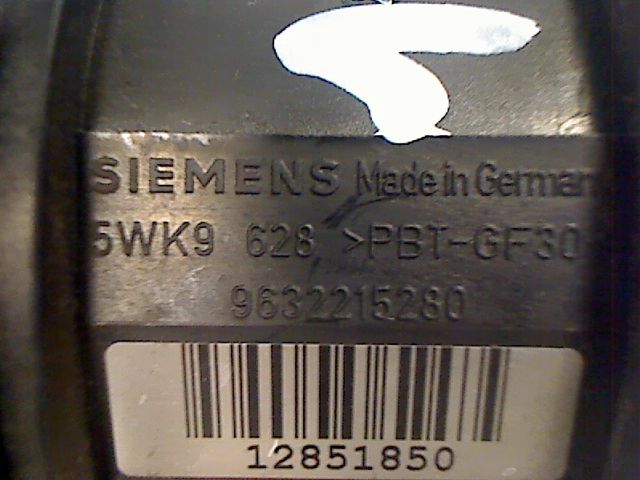 SIEMENS Made in German
5WK9 628 >PBT-GF30
9632215280
12851850